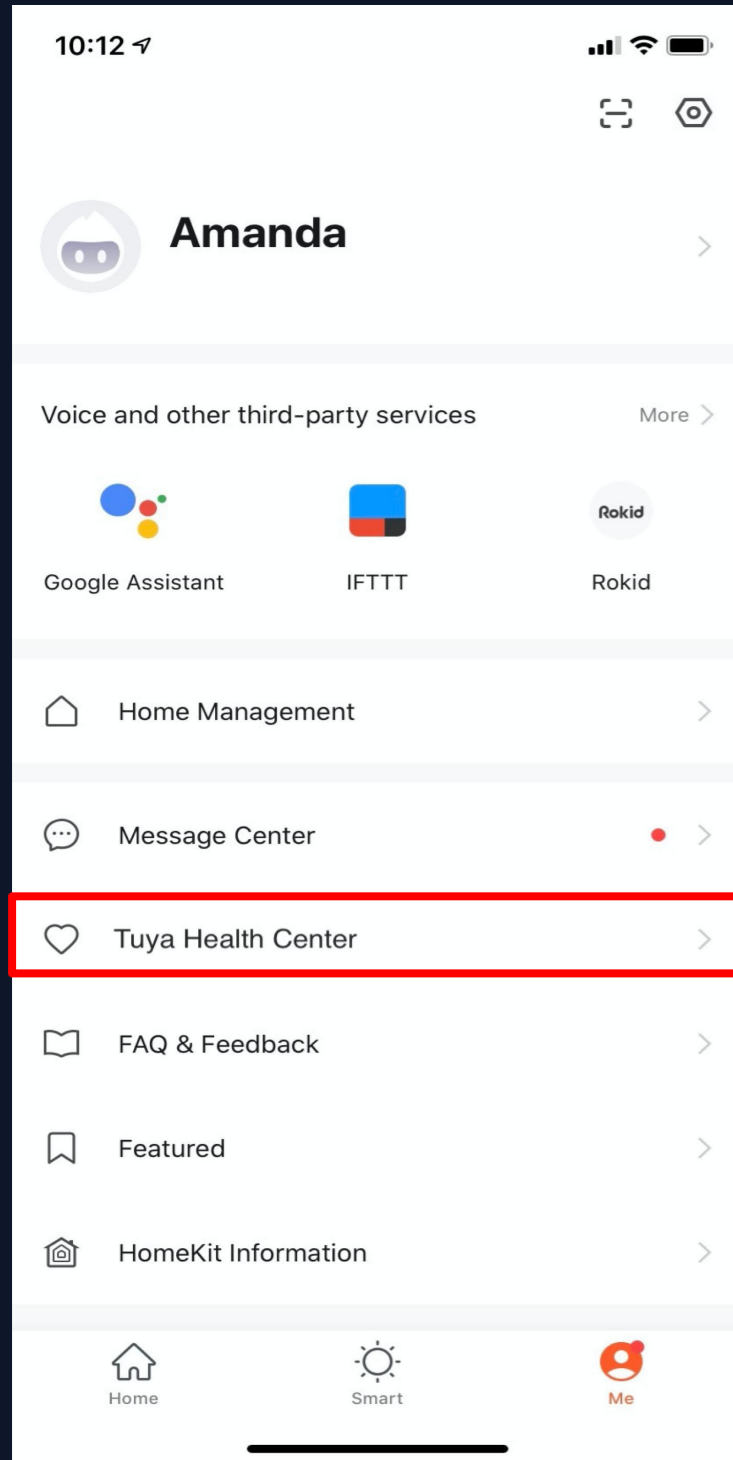 10:12
Amanda
Voice and other third-party services More
Rokid
Google Assistant IFTTT Rokid
Home Management
Message Center
Tuya Health Center
FAQ & Feedback
Featured
HomeKit Information
Home Smart Me